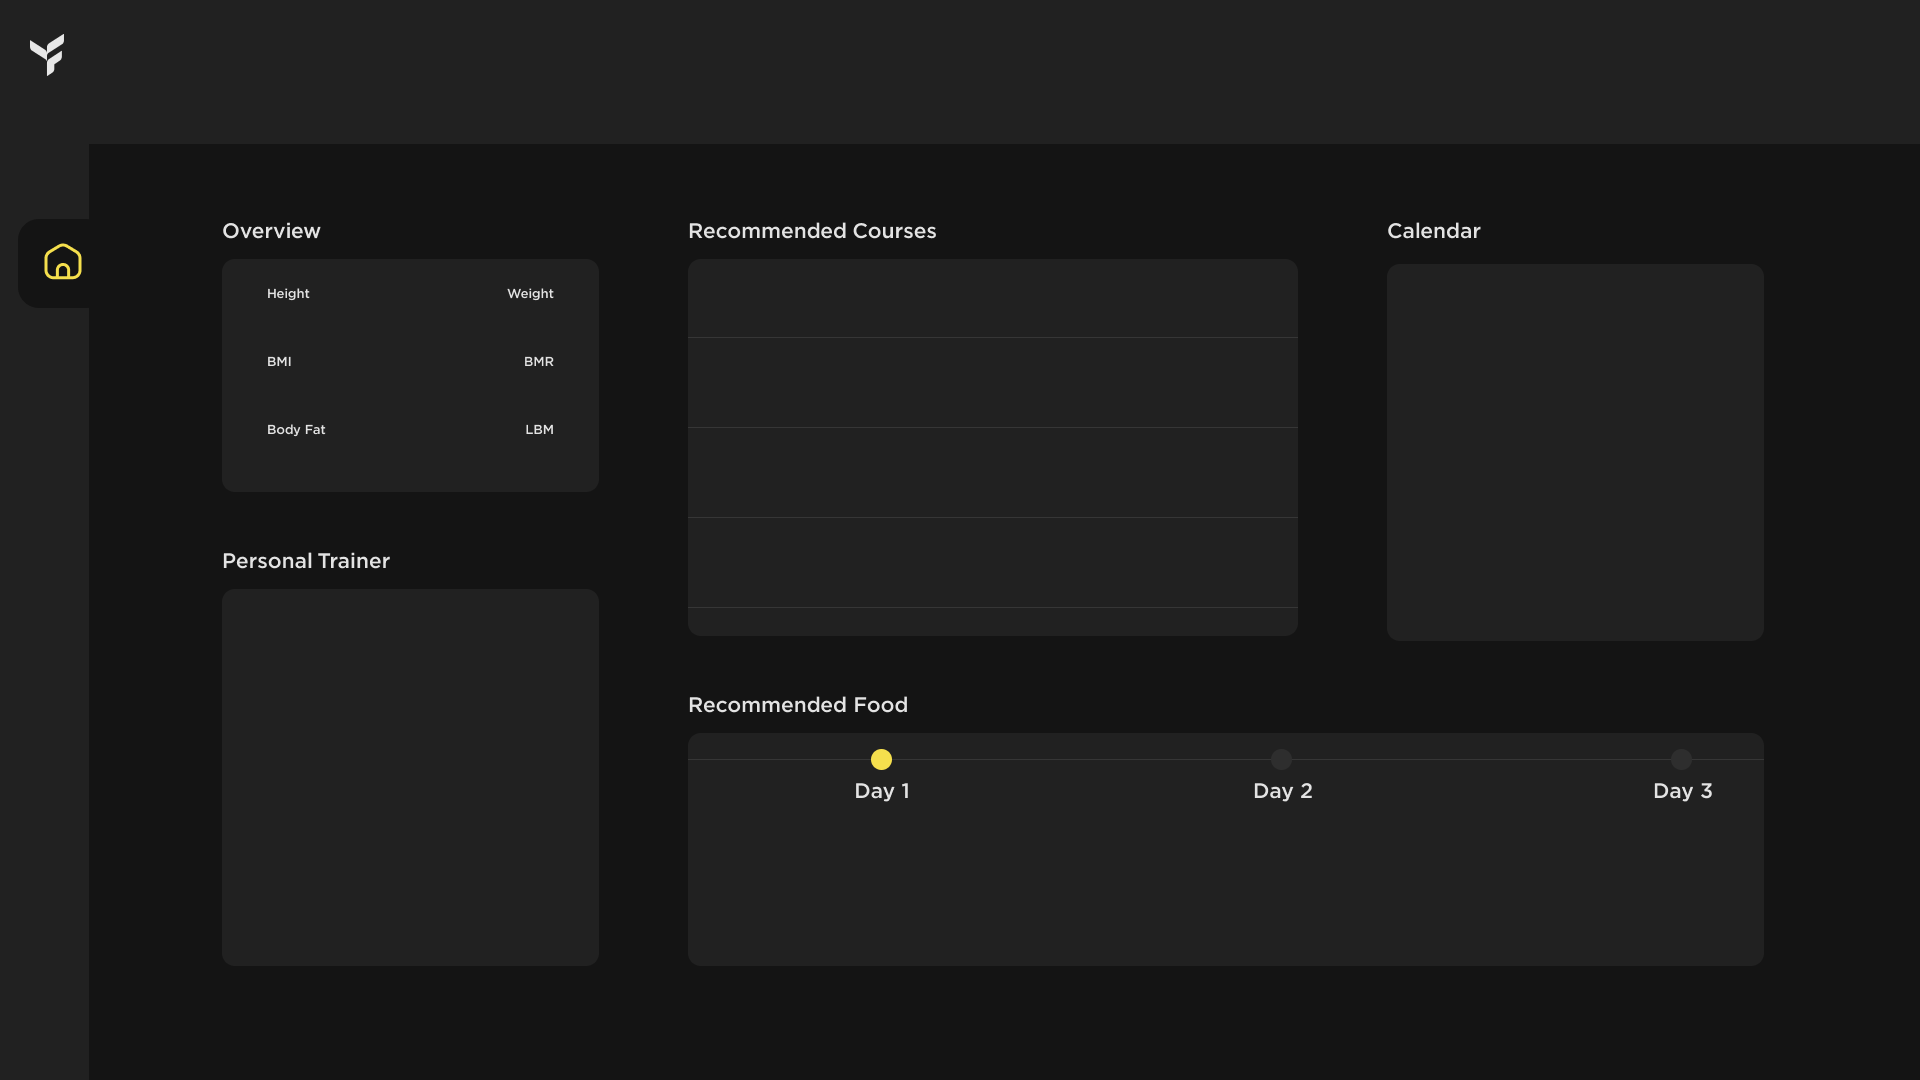 Overview
Height
Weight
BMI
BMR
Body Fat
LBM
Personal Trainer
Recommended Courses
Calendar
Recommended Food
Day 1
Day 2
Day 3